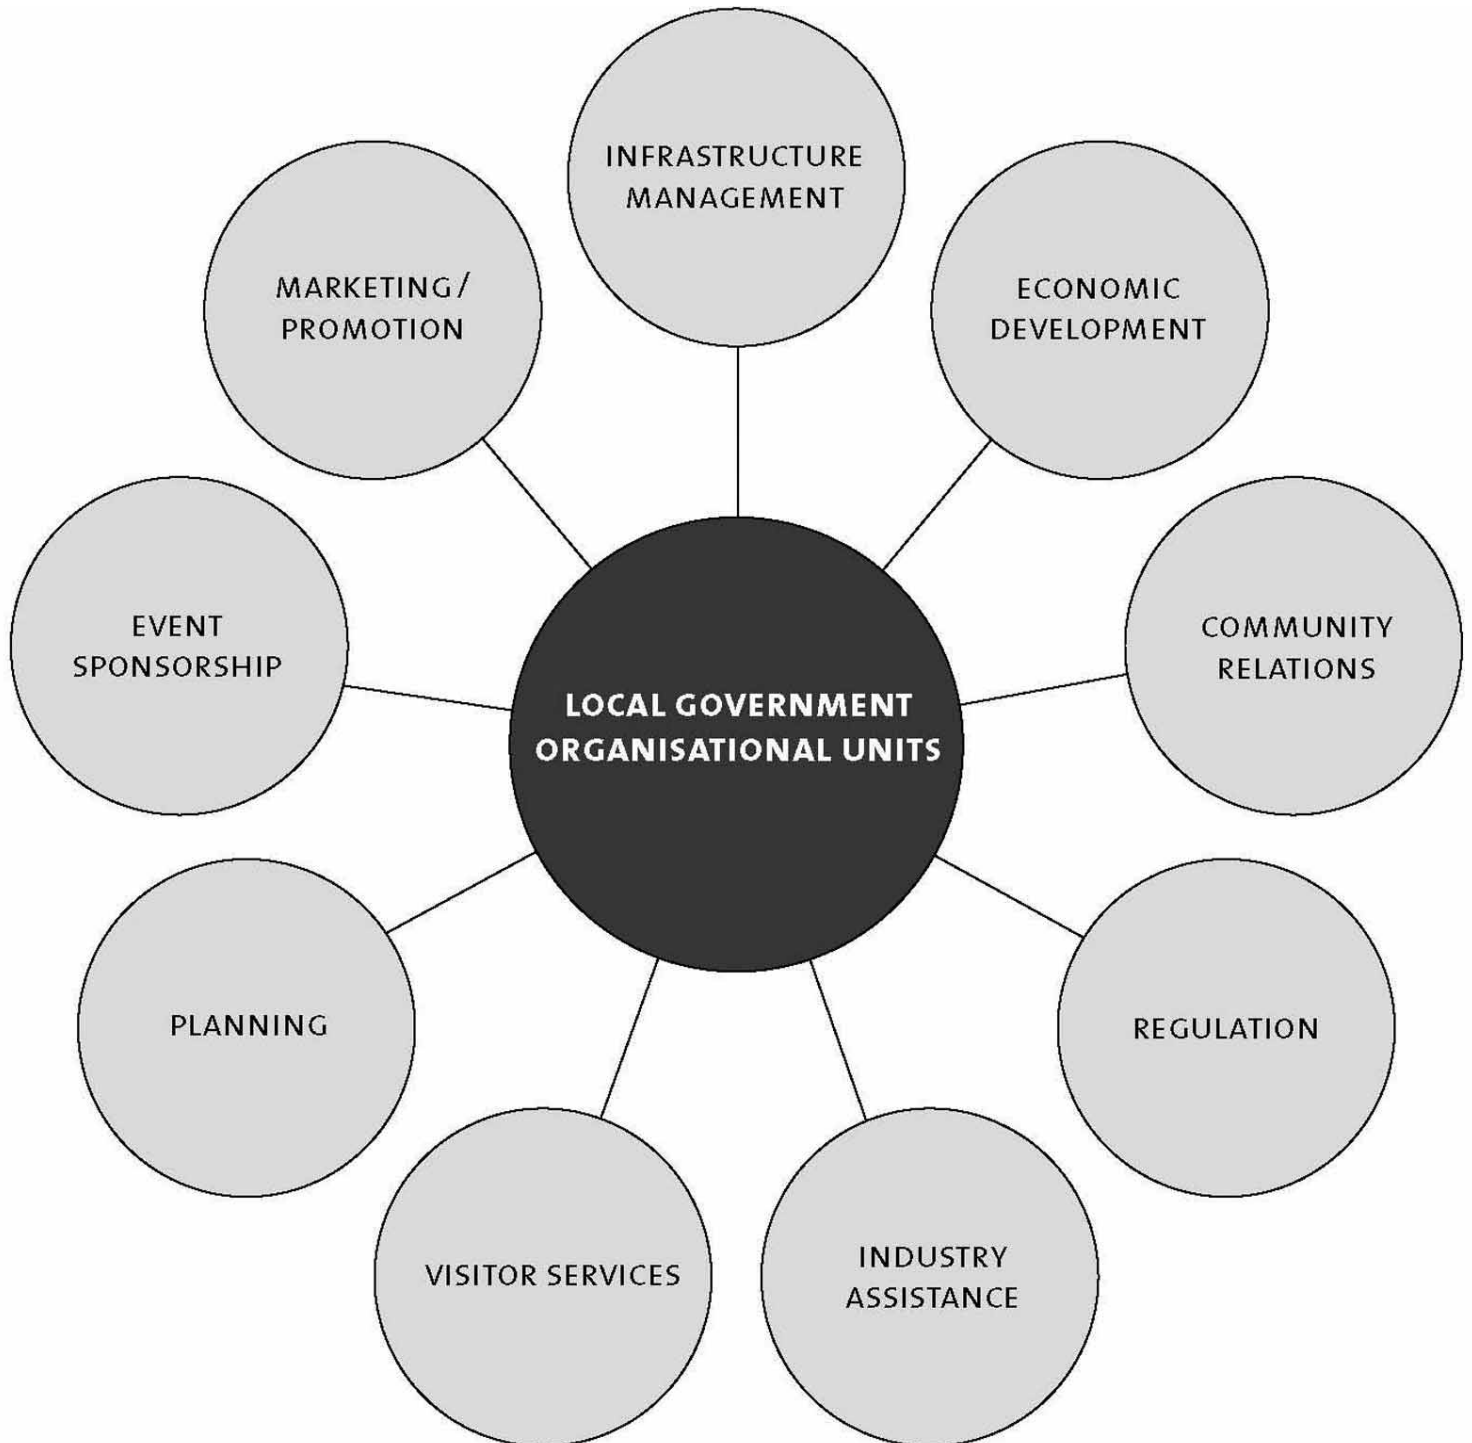 INFRASTRUCTURE
MANAGEMENT
MARKETING/
PROMOTION
ECONOMIC
DEVELOPMENT
EVENT
SPONSORSHIP
COMMUNITY
RELATIONS
LOCAL GOVERNMENT
ORGANISATIONAL UNITS
PLANNING
REGULATION
VISITOR SERVICES
INDUSTRY
ASSISTANCE